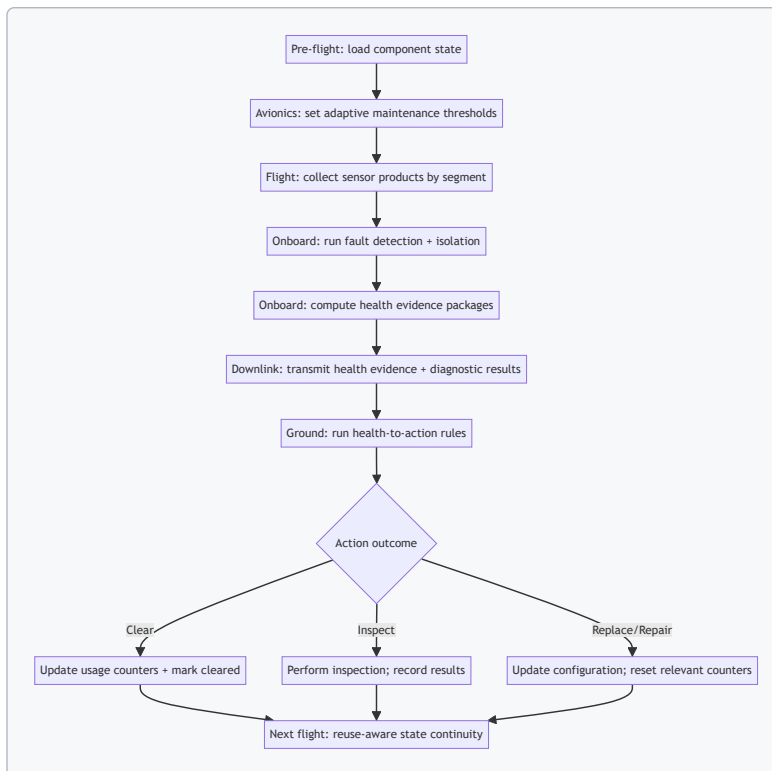 Pre-flight: load component state
Avionics: set adaptive maintenance thresholds
Flight: collect sensor products by segment
Onboard: run fault detection + isolation
Onboard: compute health evidence packages
Downlink: transmit health evidence + diagnostic results
Ground: run health-to-action rules
Action outcome
Clear
Inspect
Replace/Repair
Update usage counters + mark cleared
Perform inspection; record results
Update configuration; reset relevant counters
Next flight: reuse-aware state continuity